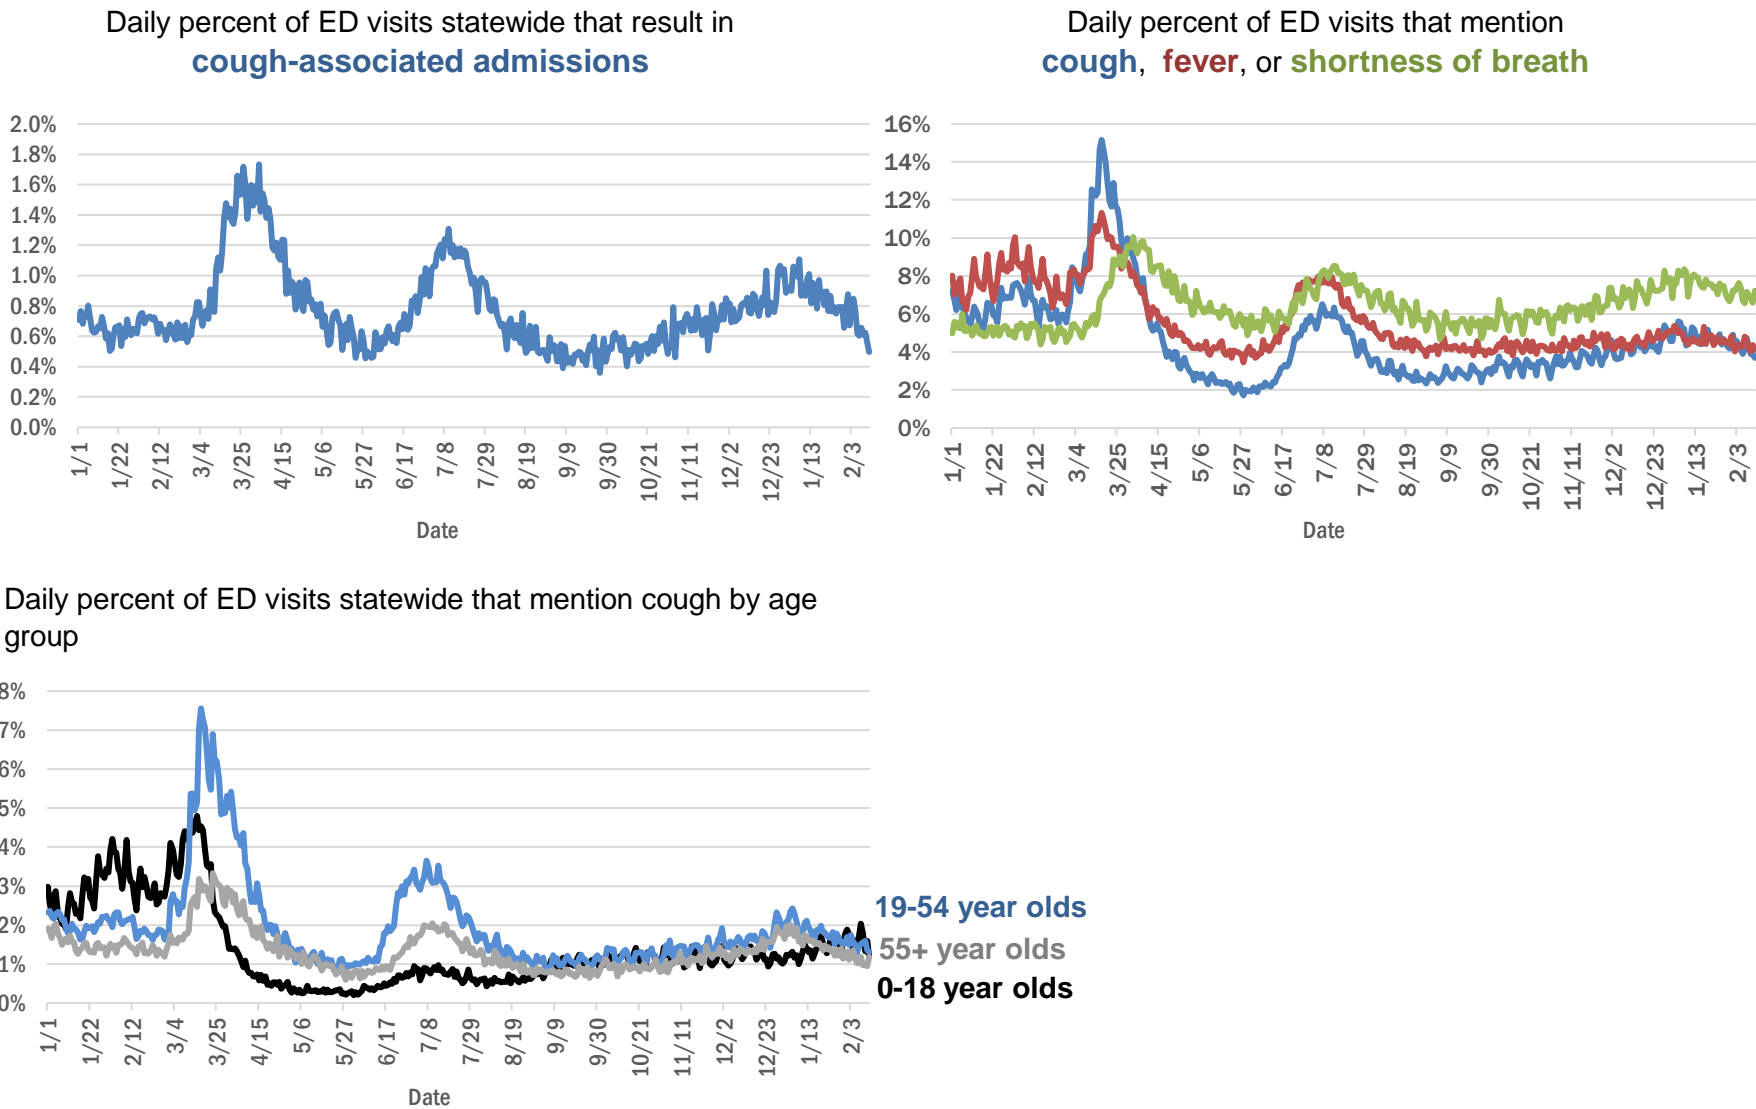 Daily percent of ED visits statewide that result in
cough-associated admissions
2.0%
1.8%
1.6%
1.4%
1.2%
1.0%
0.8%
0.6%
0.4%
0.2%
0.0%
1/1 1/22 2/12 3/4 3/25 4/15 5/6 5/27 6/17 7/8 7/29 8/19 9/9 9/30 10/21 11/11 12/2 12/23 1/13 2/3
Date
Daily percent of ED visits that mention
cough, fever, or shortness of breath
16%
14%
12%
10%
8%
6%
4%
2%
0%
1/1 1/22 2/12 3/4 3/25 4/15 5/6 5/27 6/17 7/8 7/29 8/19 9/9 9/30 10/21 11/11 12/2 12/23 1/13 2/3
Date
Daily percent of ED visits statewide that mention cough by age
group
8%
7%
6%
5%
4%
3%
2%
1%
0%
1/1 1/22 2/12 3/4 3/25 4/15 5/6 5/27 6/17 7/8 7/29 8/19 9/9 9/30 10/21 11/11 12/2 12/23 1/13 2/3
Date
19-54 year olds
55+ year olds
0-18 year olds